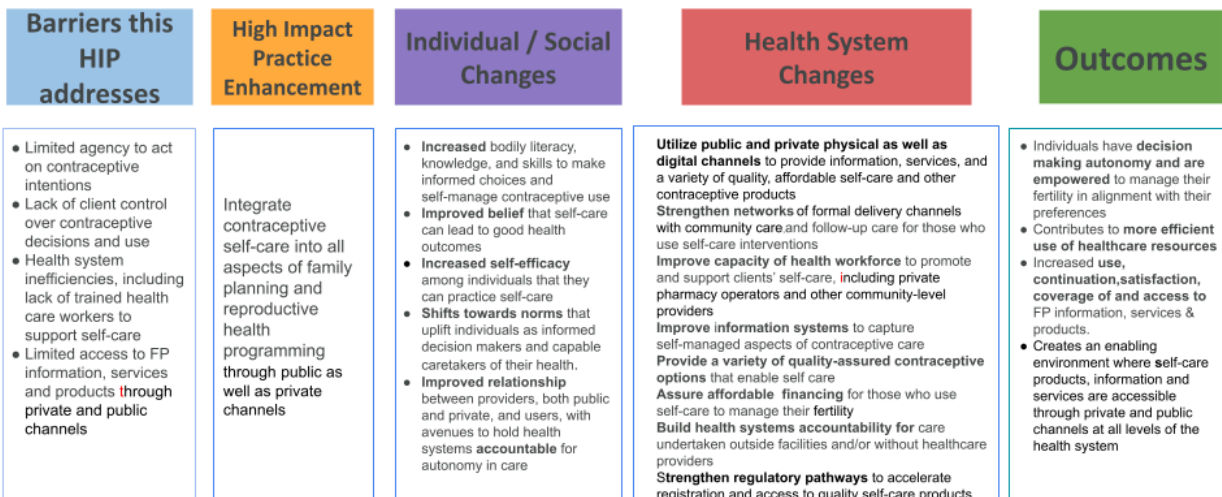 Barriers this
HIP
addresses
High Impact
Practice
Enhancement
Individual / Social
Changes
Health System
Changes
Outcomes
● Limited agency to act
on contraceptive
intentions
● Lack of client control
over contraceptive
decisions and use
● Health system
inefficiencies, including
lack of trained health
care workers to
support self-care
● Limited access to FP
information, services
and products through
private and public
channels
Integrate
contraceptive
self-care into all
aspects of family
planning and
reproductive
health
programming
through public as
well as private
channels
● Increased bodily literacy,
knowledge, and skills to make
informed choices and
self-manage contraceptive use
● Improved belief that self-care
can lead to good health
outcomes
● Increased self-efficacy
among individuals that they
can practice self-care
● Shifts towards norms that
uplift individuals as informed
decision makers and capable
caretakers of their health.
● Improved relationship
between providers, both public
and private, and users, with
avenues to hold health
systems accountable for
autonomy in care
Utilize public and private physical as well as
digital channels to provide information, services, and
a variety of quality, affordable self-care and other
contraceptive products
Strengthen networks of formal delivery channels
with community care,and follow-up care for those who
use self-care interventions
Improve capacity of health workforce to promote
and support clients' self-care, including private
pharmacy operators and other community-level
providers
Improve information systems to capture
self-managed aspects of contraceptive care
Provide a variety of quality-assured contraceptive
options that enable self care
Assure affordable financing for those who use
self-care to manage their fertility
Build health systems accountability for care
undertaken outside facilities and/or without healthcare
providers
Strengthen regulatory pathways to accelerate
registration and access to quality self-care products
● Individuals have decision
making autonomy and are
empowered to manage their
fertility in alignment with their
preferences
● Contributes to more efficient
use of healthcare resources
● Increased use,
continuation,satisfaction,
coverage of and access to
FP information, services &
products.
● Creates an enabling
environment where self-care
products, information and
services are accessible
through private and public
channels at all levels of the
health system